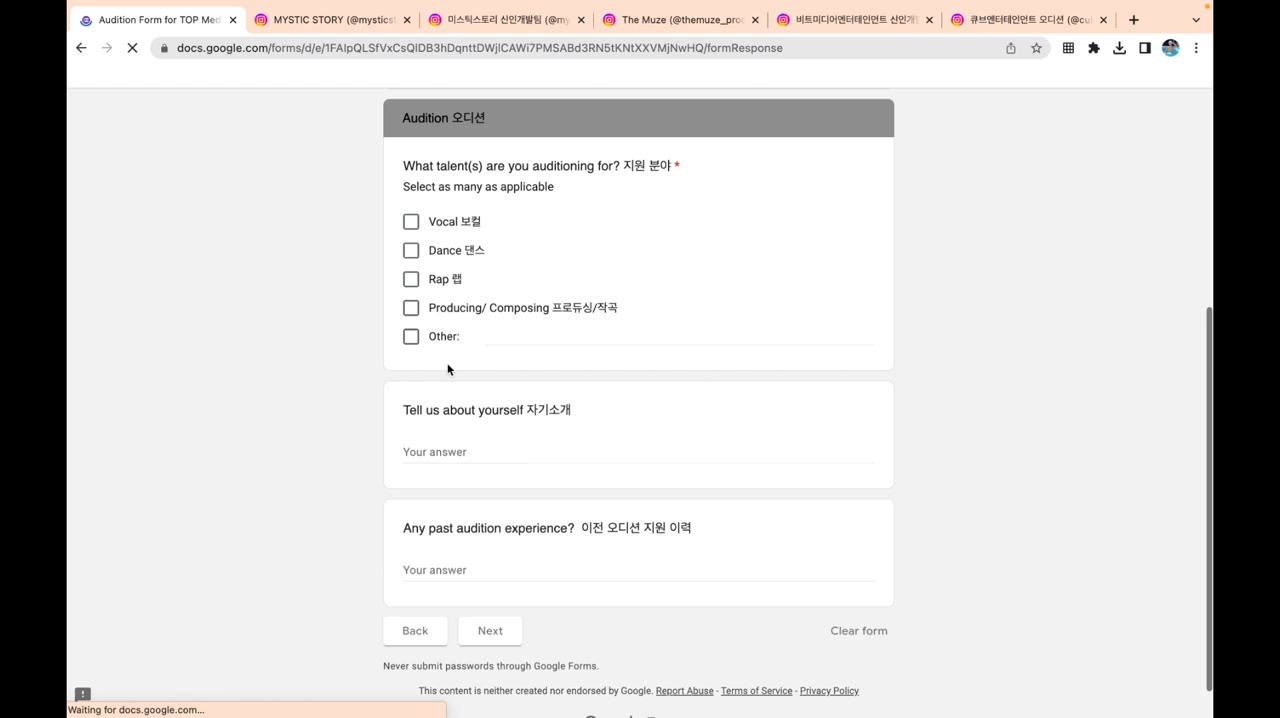 Audition Form for TOP Med
MYSTIC STORY (@mystics
미스틱스토리 신인개발팀 (@my
The Muze (@themuze_pro
비트미디어엔터테인먼트 신인개발
큐브엔터테인먼트 오디션 (@cu
docs.google.com/forms/d/e/1FAIpQLSfVxCsQIDB3hDqnttDWjlCAWi7PMSABd3RN5tKNtXXVMjNwHQ/formResponse
Audition 오디션
What talent(s) are you auditioning for? 지원 분야 *
Select as many as applicable
Vocal 보컬
Dance 댄스
Rap 랩
Producing/ Composing 프로듀싱/작곡
Other:
Tell us about yourself 자기소개
Your answer
Any past audition experience? 이전 오디션 지원 이력
Your answer
Back
Next
Clear form
Never submit passwords through Google Forms.
This content is neither created nor endorsed by Google. Report Abuse - Terms of Service - Privacy Policy
Waiting for docs.google.com...